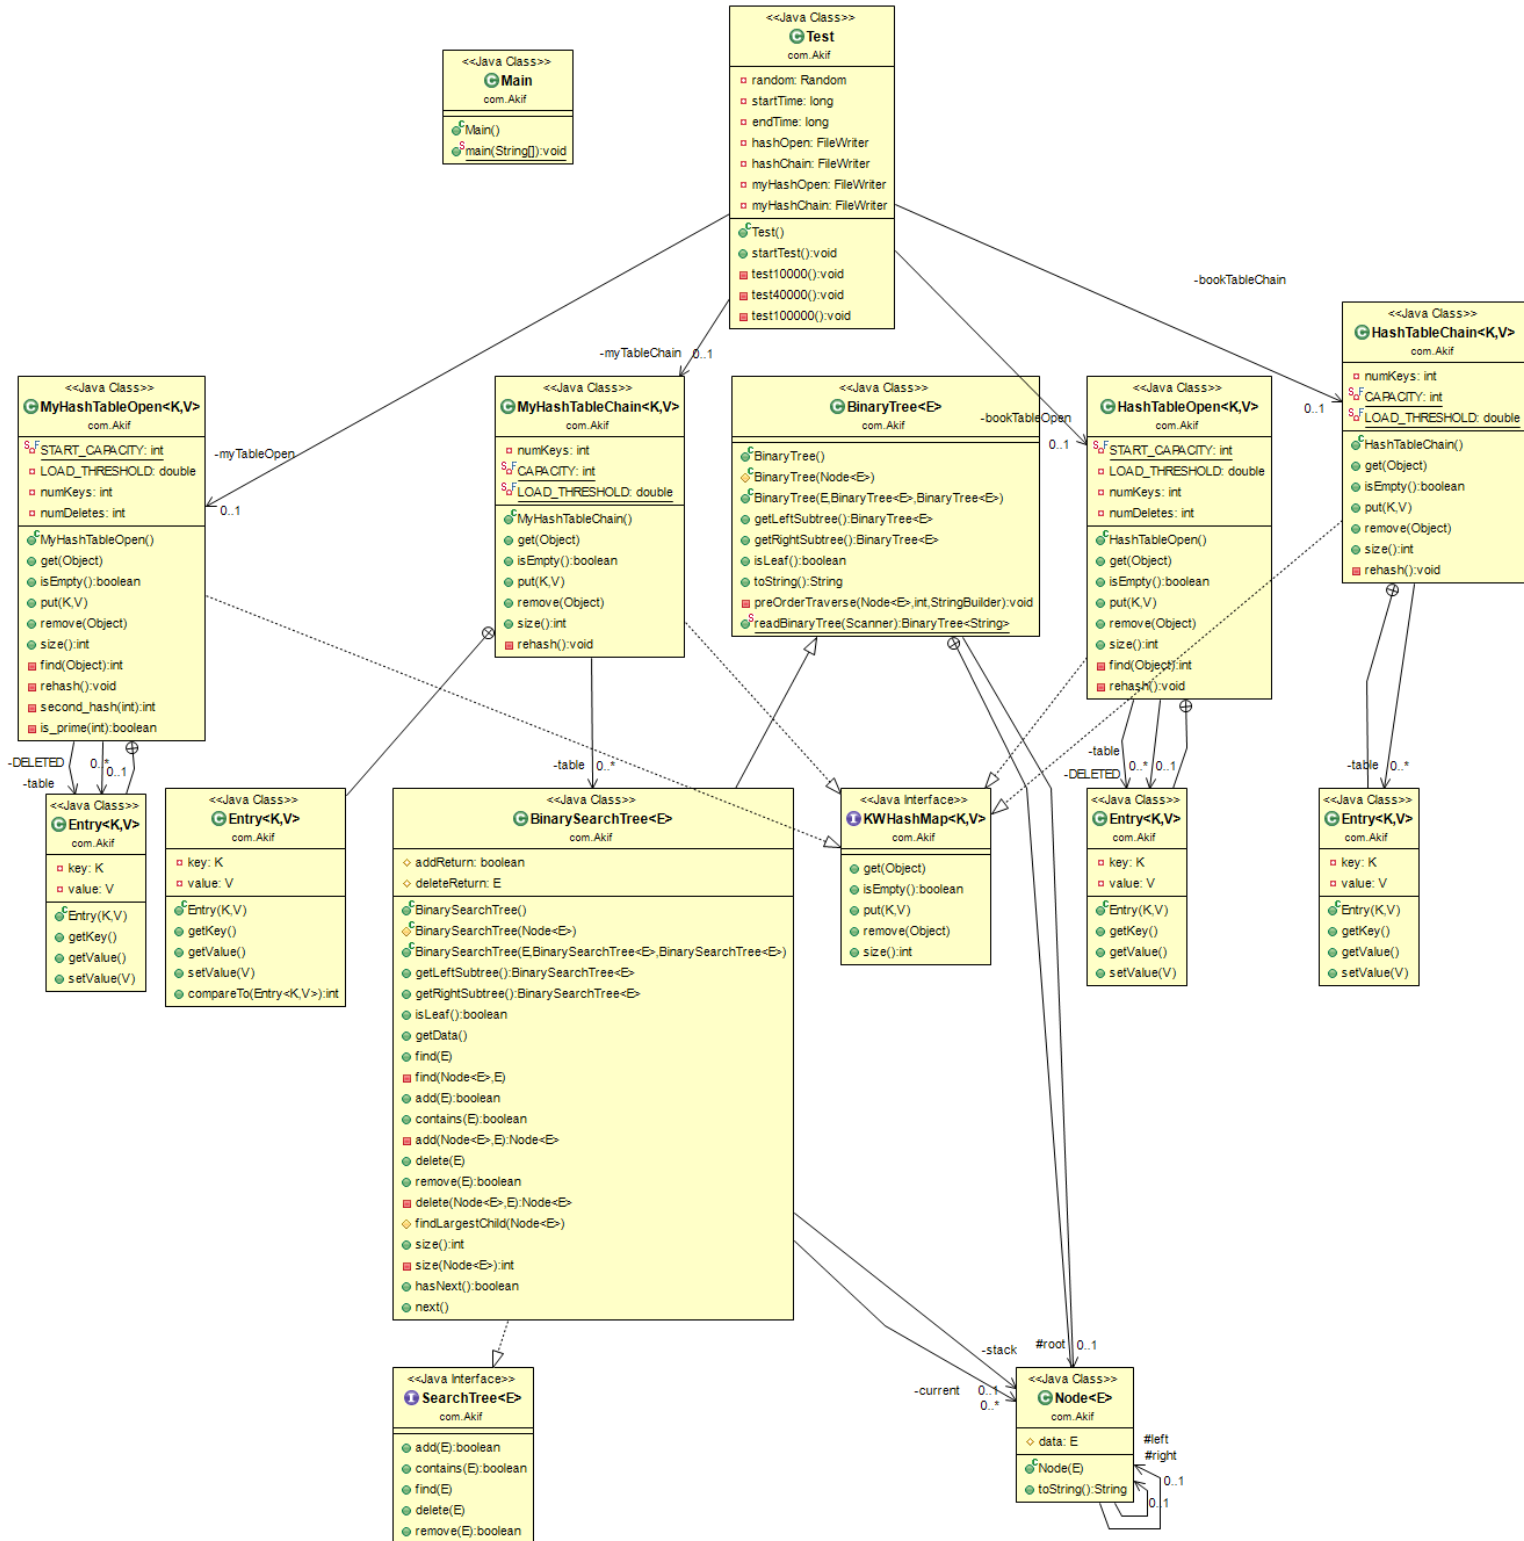 <<Java Class>>
Test
com.Akif
random: Random
startTime: long
endTime: long
hashOpen: FileWriter
hashChain: FileWriter
myHashOpen: FileWriter
myHashChain: FileWriter
Test()
startTest():void
test10000():void
test40000():void
test100000():void
<<Java Class>>
Main
com.Akif
Main()
main(String[]):void
-myTableOpen
0..1
-myTableChain
0..1
-bookTableOpen
0..1
-bookTableChain
0..1
<<Java Class>>
MyHashTableOpen<K,V>
com.Akif
START_CAPACITY: int
LOAD_THRESHOLD: double
numKeys: int
numDeletes: int
MyHashTableOpen()
get(Object)
isEmpty():boolean
put(K,V)
remove(Object)
size():int
find(Object):int
rehash():void
second_hash(int):int
is_prime(int):boolean
<<Java Class>>
MyHashTableChain<K,V>
com.Akif
numKeys: int
CAPACITY: int
LOAD_THRESHOLD: double
MyHashTableChain()
get(Object)
isEmpty():boolean
put(K,V)
remove(Object)
size():int
rehash():void
<<Java Class>>
BinaryTree<E>
com.Akif
BinaryTree()
BinaryTree(Node<E>)
BinaryTree(E,BinaryTree<E>,BinaryTree<E>)
getLeftSubtree():BinaryTree<E>
getRightSubtree():BinaryTree<E>
isLeaf():boolean
toString():String
preOrderTraverse(Node<E>,int,StringBuilder):void
readBinaryTree(Scanner):BinaryTree<String>
<<Java Class>>
HashTableOpen<K,V>
com.Akif
START_CAPACITY: int
LOAD_THRESHOLD: double
numKeys: int
numDeletes: int
HashTableOpen()
get(Object)
isEmpty():boolean
put(K,V)
remove(Object)
size():int
find(Object):int
rehash():void
<<Java Class>>
HashTableChain<K,V>
com.Akif
numKeys: int
CAPACITY: int
LOAD_THRESHOLD: double
HashTableChain()
get(Object)
isEmpty():boolean
put(K,V)
remove(Object)
size():int
rehash():void
-DELETED
0..*
0..1
-table
-table
0..*
-table
-DELETED
0..*
0..1
-table
0..*
<<Java Class>>
Entry<K,V>
com.Akif
key: K
value: V
Entry(K,V)
getKey()
getValue()
setValue(V)
<<Java Class>>
Entry<K,V>
com.Akif
key: K
value: V
Entry(K,V)
getKey()
getValue()
setValue(V)
compareTo(Entry<K,V>):int
<<Java Class>>
BinarySearchTree<E>
com.Akif
addReturn: boolean
deleteReturn: E
BinarySearchTree()
BinarySearchTree(Node<E>)
BinarySearchTree(E,BinarySearchTree<E>,BinarySearchTree<E>)
getLeftSubtree():BinarySearchTree<E>
getRightSubtree():BinarySearchTree<E>
isLeaf():boolean
getData()
find(E)
find(Node<E>,E)
add(E):boolean
contains(E):boolean
add(Node<E>,E):Node<E>
delete(E)
remove(E):boolean
delete(Node<E>,E):Node<E>
findLargestChild(Node<E>)
size():int
size(Node<E>):int
hasNext():boolean
next()
<<Java Interface>>
KWHashMap<K,V>
com.Akif
get(Object)
isEmpty():boolean
put(K,V)
remove(Object)
size():int
<<Java Class>>
Entry<K,V>
com.Akif
key: K
value: V
Entry(K,V)
getKey()
getValue()
setValue(V)
<<Java Class>>
Entry<K,V>
com.Akif
key: K
value: V
Entry(K,V)
getKey()
getValue()
setValue(V)
-stack
#root
0..1
-current
0..1
0..*
<<Java Interface>>
SearchTree<E>
com.Akif
add(E):boolean
contains(E):boolean
find(E)
delete(E)
remove(E):boolean
<<Java Class>>
Node<E>
com.Akif
data: E
Node(E)
toString():String
#left
#right
0..1
0..1